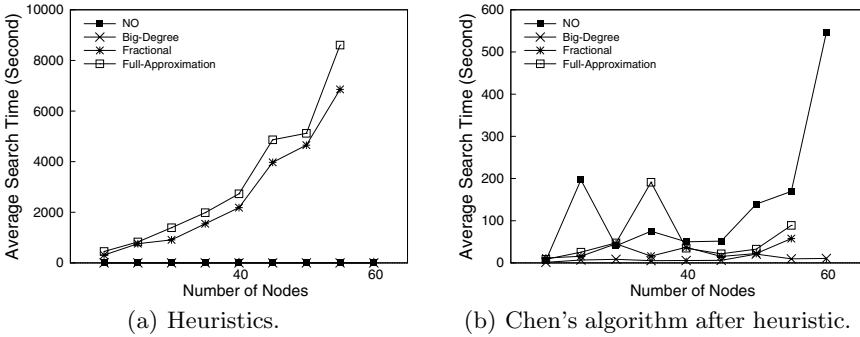 10000
8000
6000
4000
2000
0
40
60
Average Search Time (Second)
Number of Nodes
NO
Big-Degree
Fractional
Full-Approximation
(a) Heuristics.
600
500
400
300
200
100
0
40
60
Average Search Time (Second)
Number of Nodes
NO
Big-Degree
Fractional
Full-Approximation
(b) Chen's algorithm after heuristic.